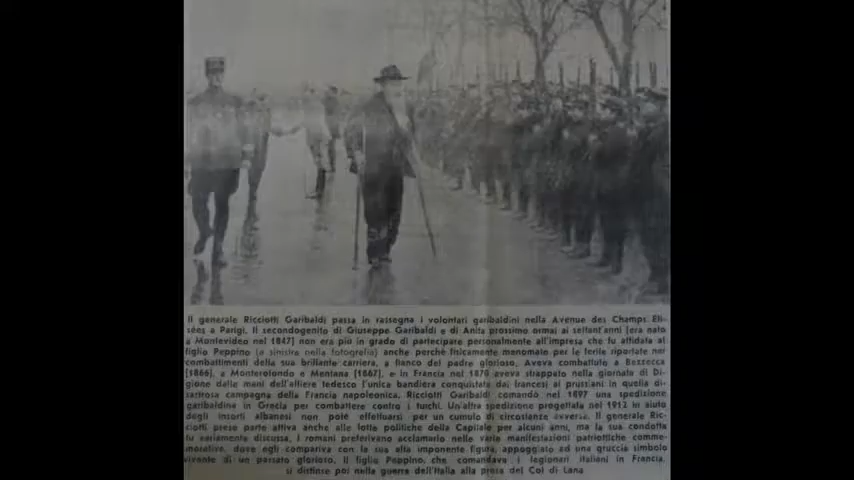 Il generale Ricciotti Garibaldi passa in rassegna i volontari garibaldini nella Avenue des Champs Eli-
sées a Parigi. Il secondogenito di Giuseppe Garibaldi e di Anita prossimo ormai ai settant'anni [era nato
a Montevideo nel 1847] non era più in grado di partecipare personalmente all'impresa che fu affidata al
figlio Peppino (a sinistra nella fotografia) anche perchè fisicamente menomato per le ferite riportate nei
combattimenti della sua brillante carriera, a fianco del padre glorioso. Aveva combattuto a Bezzecca
[1866], a Monterotondo e Mentana [1867], e in Francia nel 1870 aveva strappato nella giornata di Di-
gione dalle mani dell'alfiere tedesco l'unica bandiera conquistata dai francesi ai prussiani in quella di-
sastrosa campagna della Francia napoleonica. Ricciotti Garibaldi comandò nel 1897 una spedizione
garibaldina in Grecia per combattere contro i turchi. Un'altra spedizione progettata nel 1912 in aiuto
degli insorti albanesi non potè effettuarsi per un cumulo di circostanze avverse. Il generale Ric-
ciotti prese parte attiva anche alle lotte politiche della Capitale per alcuni anni, ma la sua condotta
fu variamente discussa. I romani preferivano acclamarlo nelle varie manifestazioni patriottiche comme-
morative, dove egli compariva con la sua alta imponente figura, appoggiato ad una gruccia simbolo
vivente di un passato glorioso. Il figlio Peppino, che comandava i legionari italiani in Francia,
si distinse poi nella guerra dell'Italia alla presa del Col di Lana